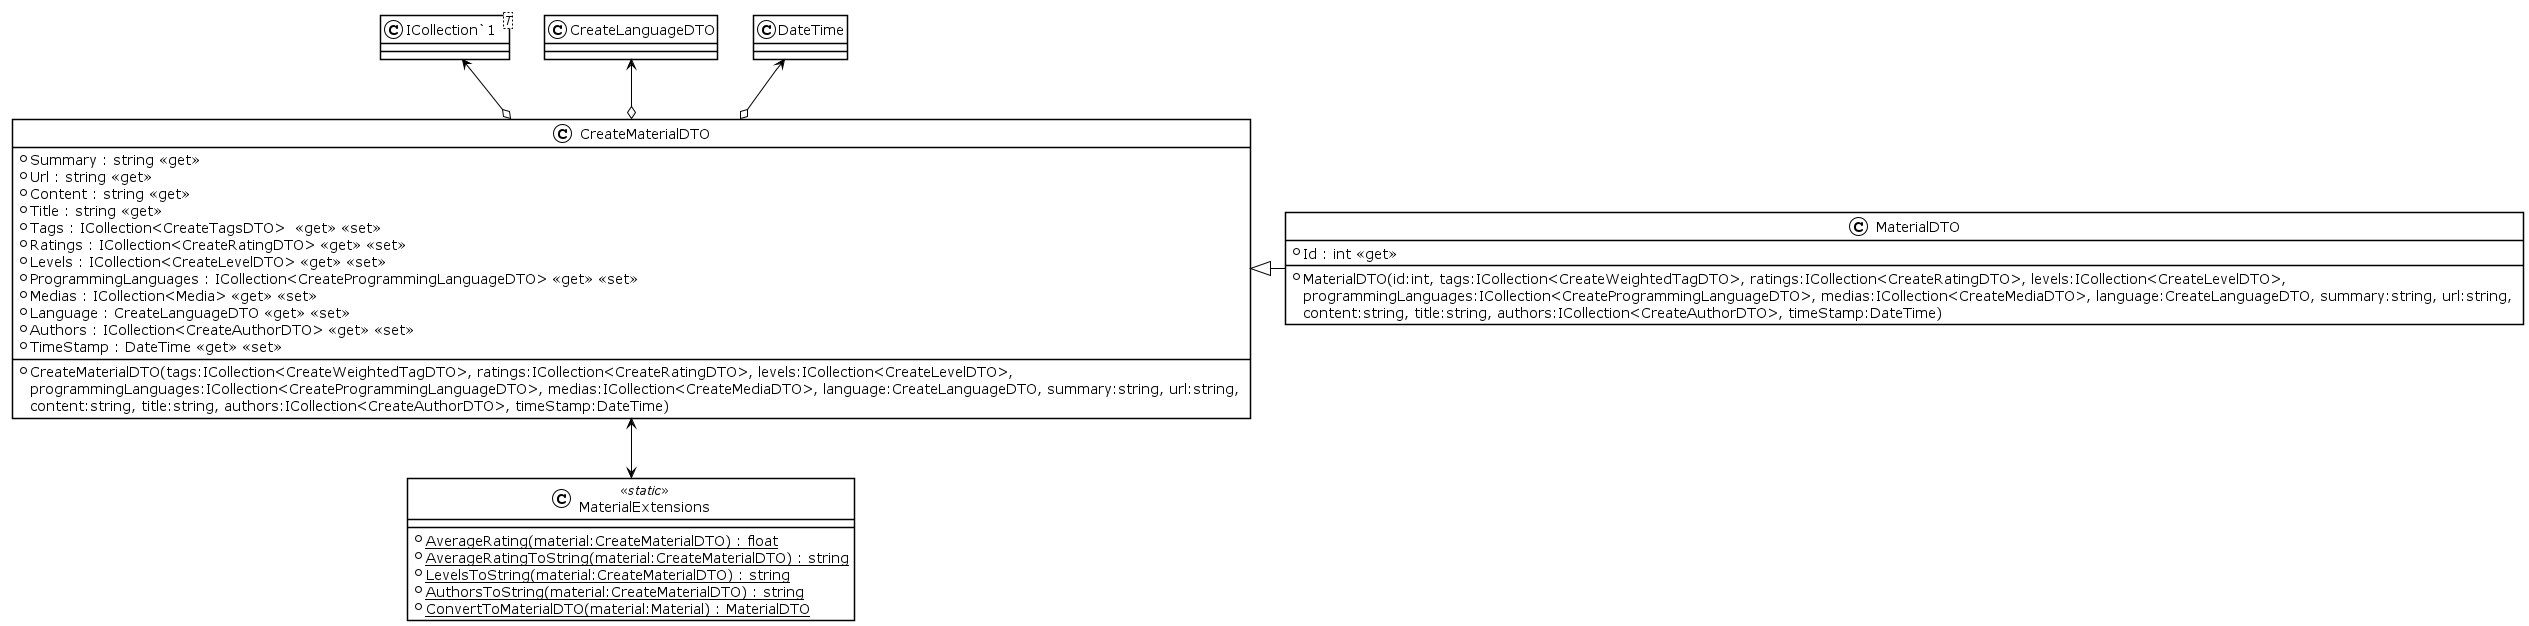 ICollection`1
T
CreateLanguageDTO
DateTime
CreateMaterialDTO
Summary : string «get»
Url : string «get»
Content : string «get»
Title : string «get»
Tags : ICollection<CreateTagsDTO>  «get» «set»
Ratings : ICollection<CreateRatingDTO> «get» «set»
Levels : ICollection<CreateLevelDTO> «get» «set»
ProgrammingLanguages : ICollection<CreateProgrammingLanguageDTO> «get» «set»
Medias : ICollection<Media> «get» «set»
Language : CreateLanguageDTO «get» «set»
Authors : ICollection<CreateAuthorDTO> «get» «set»
TimeStamp : DateTime «get» «set»
CreateMaterialDTO(tags:ICollection<CreateWeightedTagDTO>, ratings:ICollection<CreateRatingDTO>, levels:ICollection<CreateLevelDTO>,
programmingLanguages:ICollection<CreateProgrammingLanguageDTO>, medias:ICollection<CreateMediaDTO>, language:CreateLanguageDTO, summary:string, url:string,
content:string, title:string, authors:ICollection<CreateAuthorDTO>, timeStamp:DateTime)
MaterialDTO
Id : int «get»
MaterialDTO(id:int, tags:ICollection<CreateWeightedTagDTO>, ratings:ICollection<CreateRatingDTO>, levels:ICollection<CreateLevelDTO>,
programmingLanguages:ICollection<CreateProgrammingLanguageDTO>, medias:ICollection<CreateMediaDTO>, language:CreateLanguageDTO, summary:string, url:string,
content:string, title:string, authors:ICollection<CreateAuthorDTO>, timeStamp:DateTime)
«static»
MaterialExtensions
AverageRating(material:CreateMaterialDTO) : float
AverageRatingToString(material:CreateMaterialDTO) : string
LevelsToString(material:CreateMaterialDTO) : string
AuthorsToString(material:CreateMaterialDTO) : string
ConvertToMaterialDTO(material:Material) : MaterialDTO